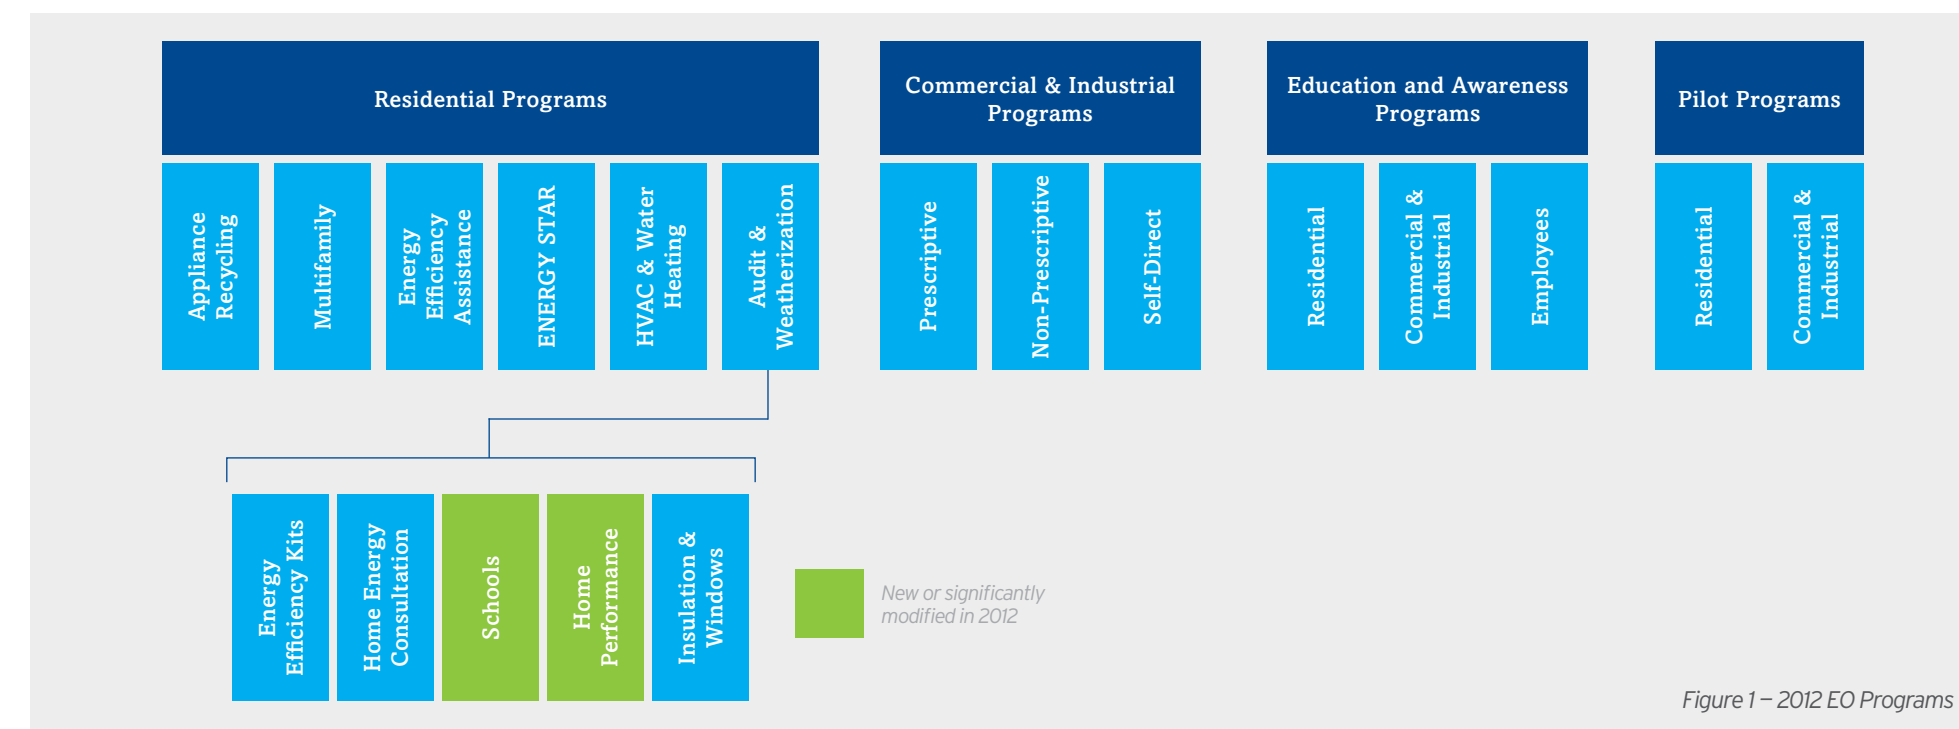 Residential Programs
Commercial & Industrial
Programs
Education and Awareness
Programs
Pilot Programs
Appliance
Recycling
Multifamily
Energy
Efficiency
Assistance
ENERGY STAR
HVAC & Water
Heating
Audit &
Weatherization
Prescriptive
Non-Prescriptive
Self-Direct
Residential
Commercial &
Industrial
Employees
Residential
Commercial &
Industrial
Energy
Efficiency Kits
Home Energy
Consultation
Schools
Home
Performance
Insulation &
Windows
New or significantly
modified in 2012
Figure 1 – 2012 EO Programs